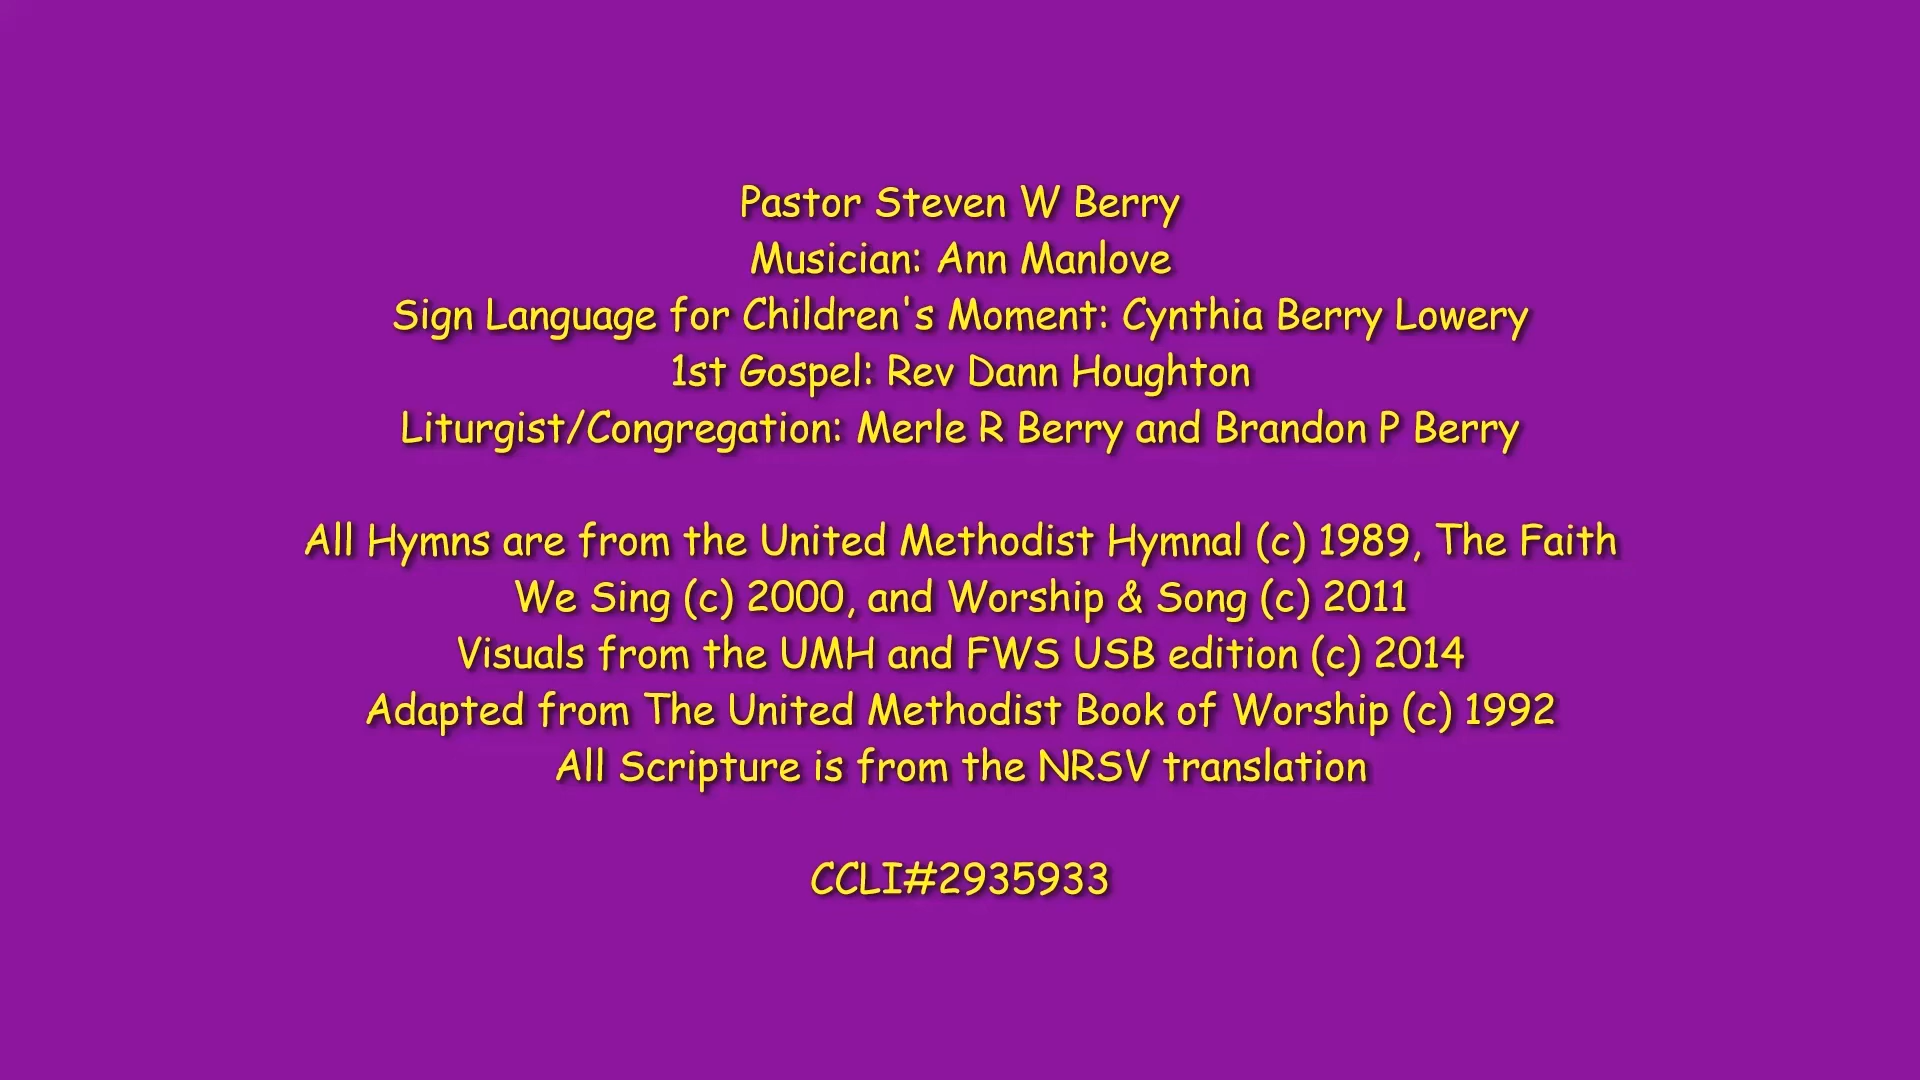 Pastor Steven W Berry
Musician: Ann Manlove
Sign Language for Children's Moment: Cynthia Berry Lowery
1st Gospel: Rev Dann Houghton
Liturgist/Congregation: Merle R Berry and Brandon P Berry
All Hymns are from the United Methodist Hymnal (c) 1989, The Faith
We Sing (c) 2000, and Worship & Song (c) 2011
Visuals from the UMH and FWS USB edition (c) 2014
Adapted from The United Methodist Book of Worship (c) 1992
All Scripture is from the NRSV translation
CCLI#2935933